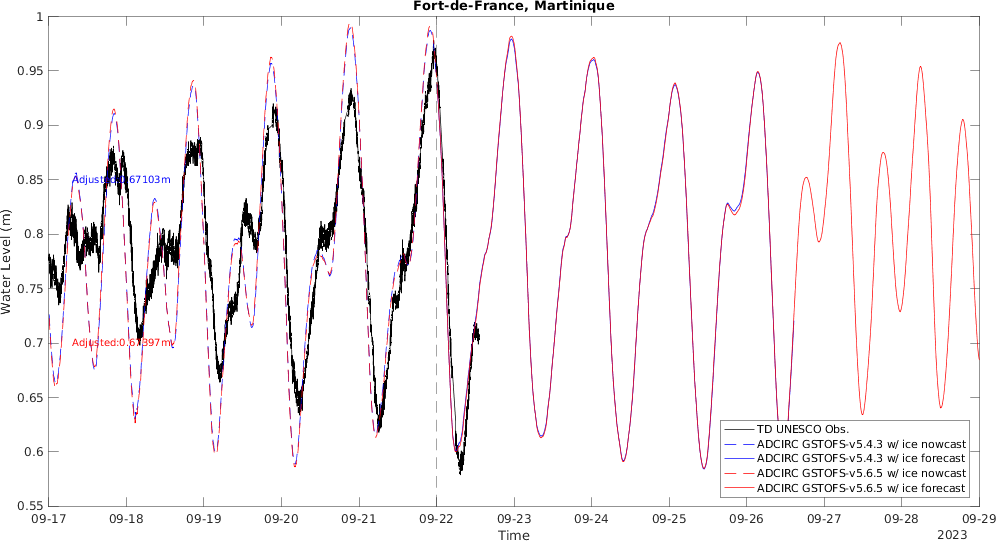 Fort-de-France, Martinique
Water Level (m)
1
0.95
0.9
0.85
0.8
0.75
0.7
0.65
0.6
0.55
Adjusted:0.67103m
Adjusted:0.67397m
TD UNESCO Obs.
ADCIRC GSTOFS-v5.4.3 w/ ice nowcast
ADCIRC GSTOFS-v5.4.3 w/ ice forecast
ADCIRC GSTOFS-v5.6.5 w/ ice nowcast
ADCIRC GSTOFS-v5.6.5 w/ ice forecast
09-17 09-18 09-19 09-20 09-21 09-22 09-23 09-24 09-25 09-26 09-27 09-28 09-29
Time
2023